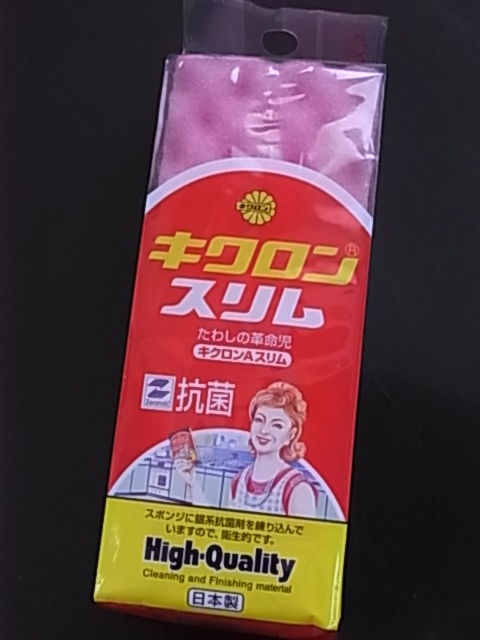 キクロン
キクロン®
スリム
たわしの革命児
キクロンAスリム
Zeomic
抗菌
スポンジに銀系抗菌剤を練り込んで
いますので、衛生的です。
High-Quality
Cleaning and Finishing material
日本製